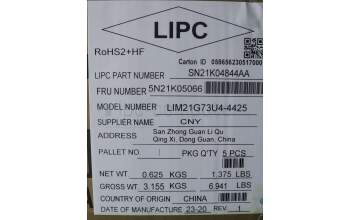 LIPC
RoHS2+HF
Carton ID 058656230517000
LIPC PART NUMBER SN21K04844AA
FRU NUMBER 5N21K05066
MODEL NUMBER LIM21G73U4-4425
SUPPLIER NAME CNY
ADDRESS San Zhong Guan Li Qu
Qing Xi, Dong Guan, China
PALLET NO. PKG Q'TY 5 PCS
NET WT 0.625 KGS 1.375 LBS
GROSS WT 3.155 KGS 6.941 LBS
COUNTRY OF ORIGIN CHINA
DATE OF MANUFACTURE 23-20 REV. 1